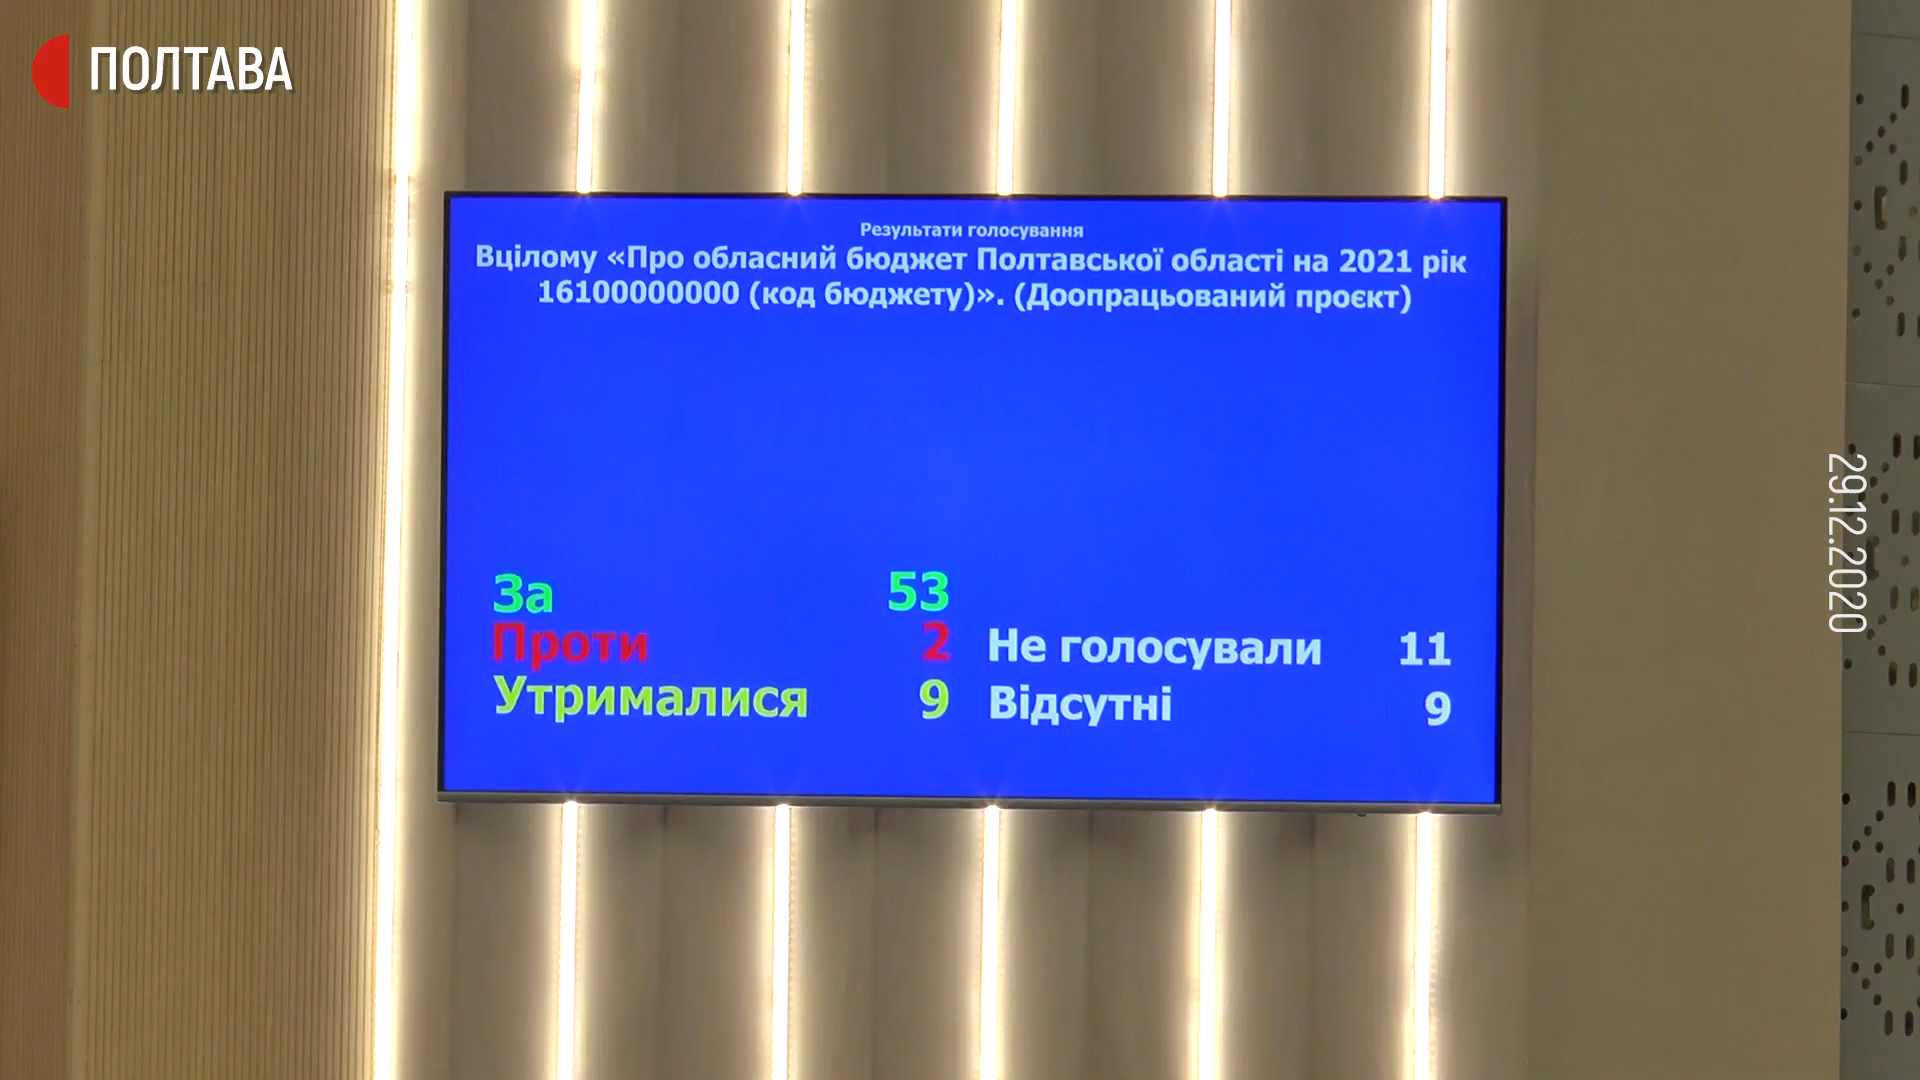 ПОЛТАВА
Результати голосування
Вцілому «Про обласний бюджет Полтавської області на 2021 рік
16100000000 (код бюджету)». (Доопрацьований проєкт)
За 53
Проти 2 Не голосували 11
Утрималися 9 Відсутні 9
29.12.2020